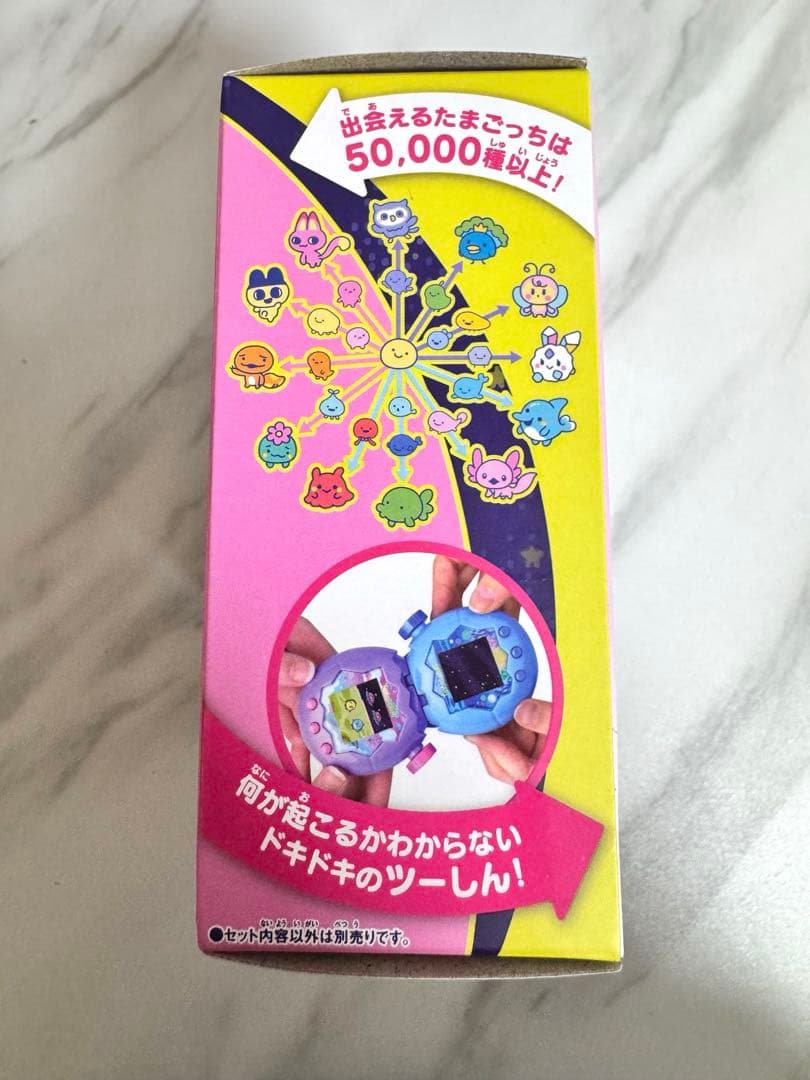 出会えるたまごっちは
50,000種以上！
何が起こるかわからない
ドキドキのツーしん！
●セット内容以外は別売りです。